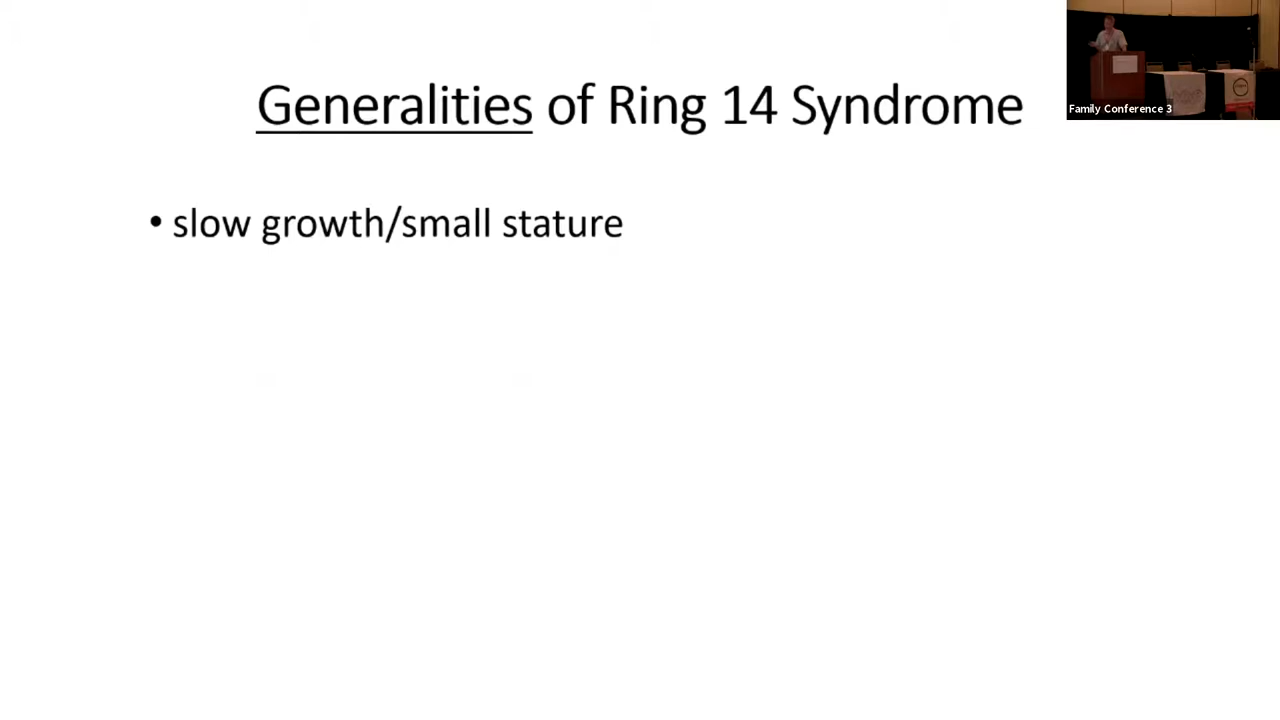 Generalities of Ring 14 Syndrome
• slow growth/small stature
Family Conference 3